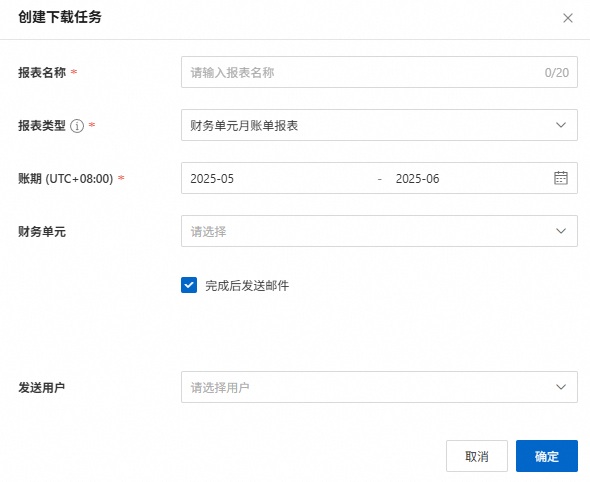 创建下载任务
报表名称 *
请输入报表名称 0/20
报表类型 *
财务单元月账单报表
账期 (UTC+08:00) *
2025-05 - 2025-06
财务单元
请选择
完成后发送邮件
发送用户
请选择用户
取消 确定